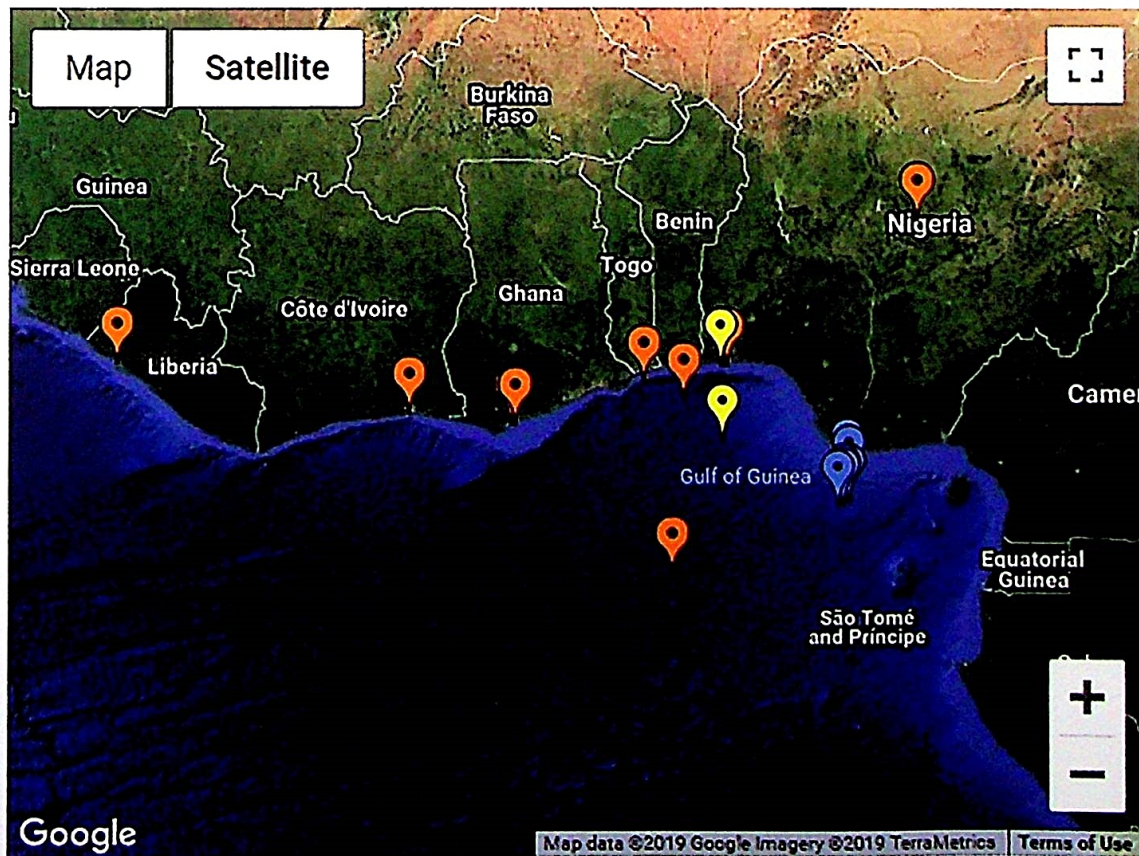 Map Satellite
Burkina
Faso
Guinea
Benin
Nigeria
Sierra Leone
Togo
Ghana
Côte d'Ivoire
Liberia
Camer
Gulf of Guinea
Equatorial
Guinea
São Tomé
and Príncipe
+
−
Google
Map data ©2019 Google Imagery ©2019 TerraMetrics Terms of Use